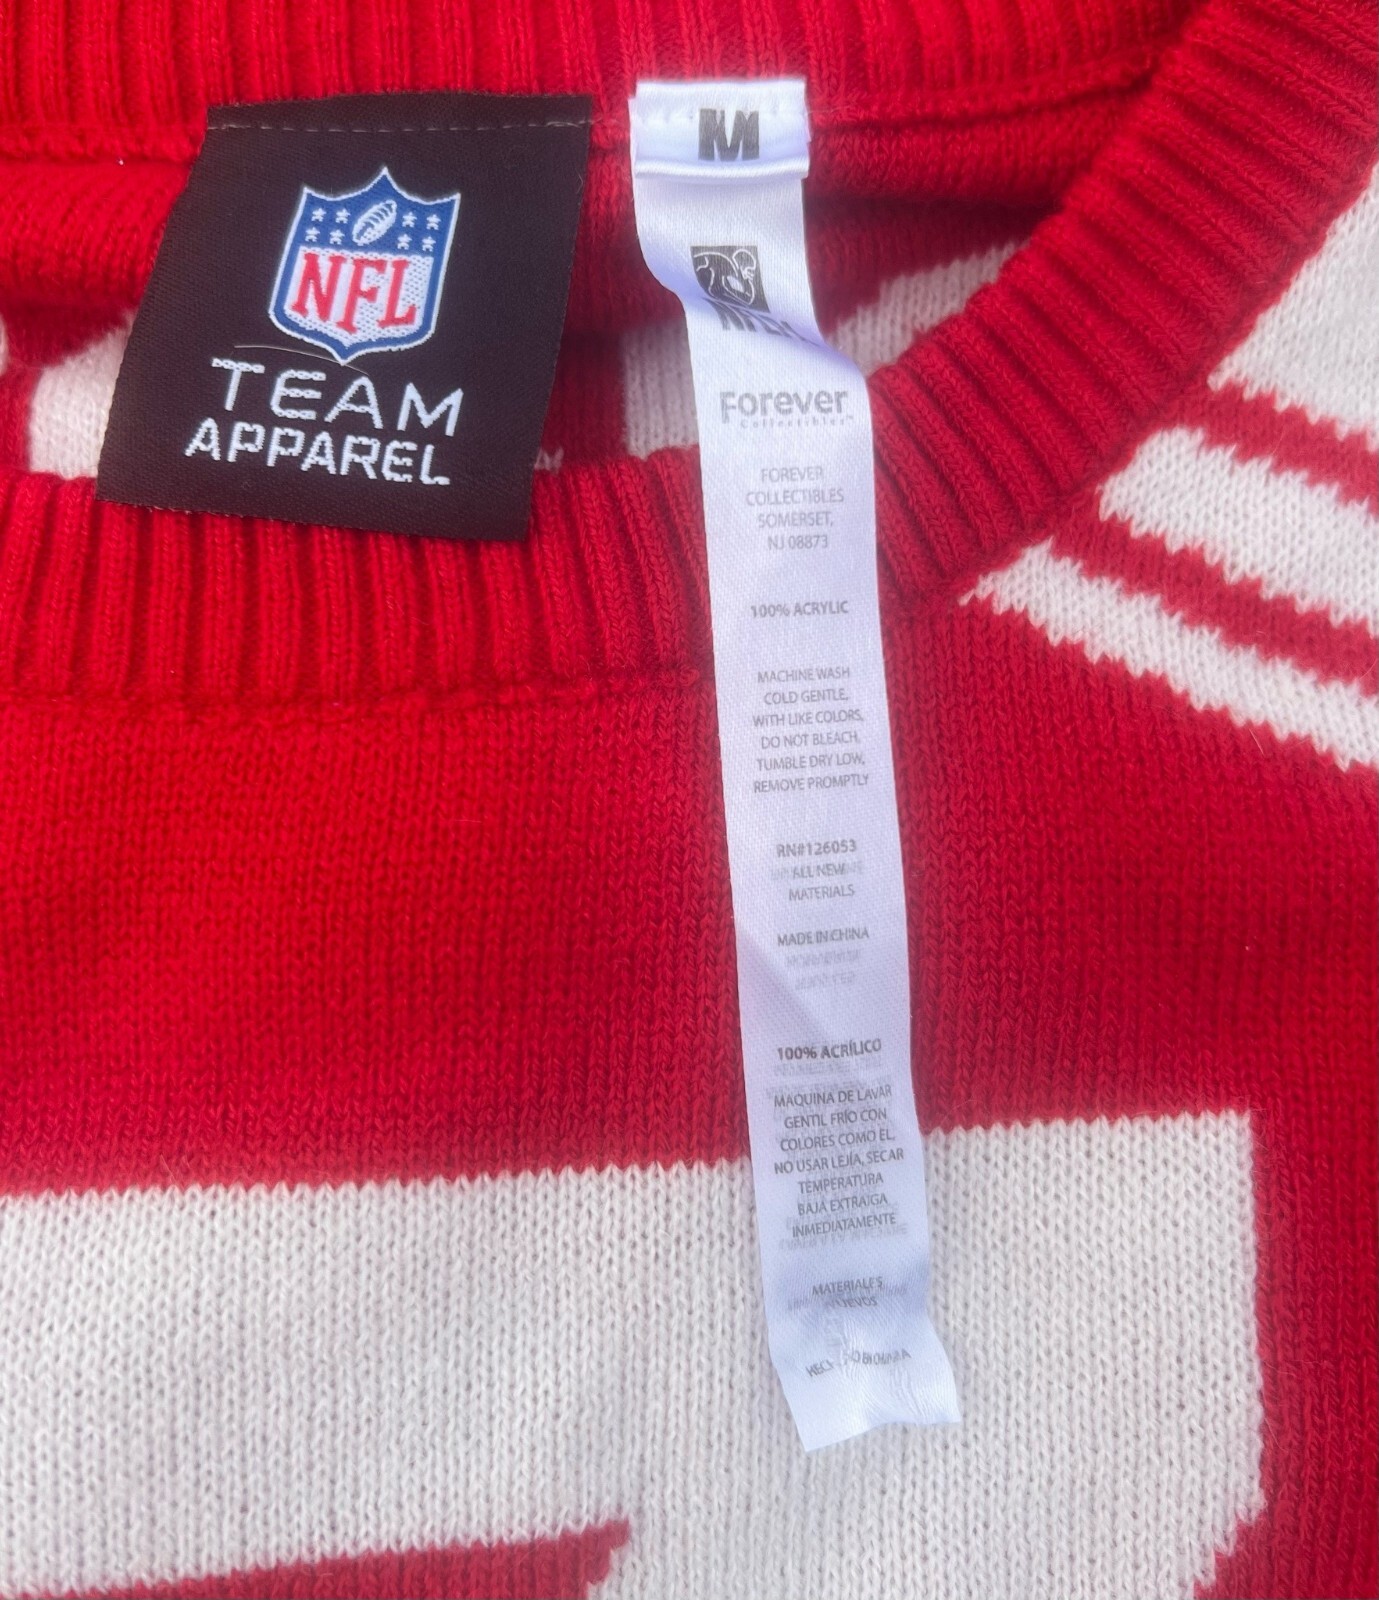 NFL
TEAM
APPAREL
M
Forever
Collectibles™
FOREVER
COLLECTIBLES
SOMERSET,
NJ 08873
100% ACRYLIC
MACHINE WASH
COLD GENTLE,
WITH LIKE COLORS,
DO NOT BLEACH,
TUMBLE DRY LOW,
REMOVE PROMPTLY
RN#126053
ALL NEW
MATERIALS
MADE IN CHINA
100% ACRÍLICO
MAQUINA DE LAVAR
GENTIL FRÍO CON
COLORES COMO EL,
NO USAR LEJÍA, SECAR
TEMPERATURA
BAJA EXTRAIGA
INMEDIATAMENTE
MATERIALES
NUEVOS